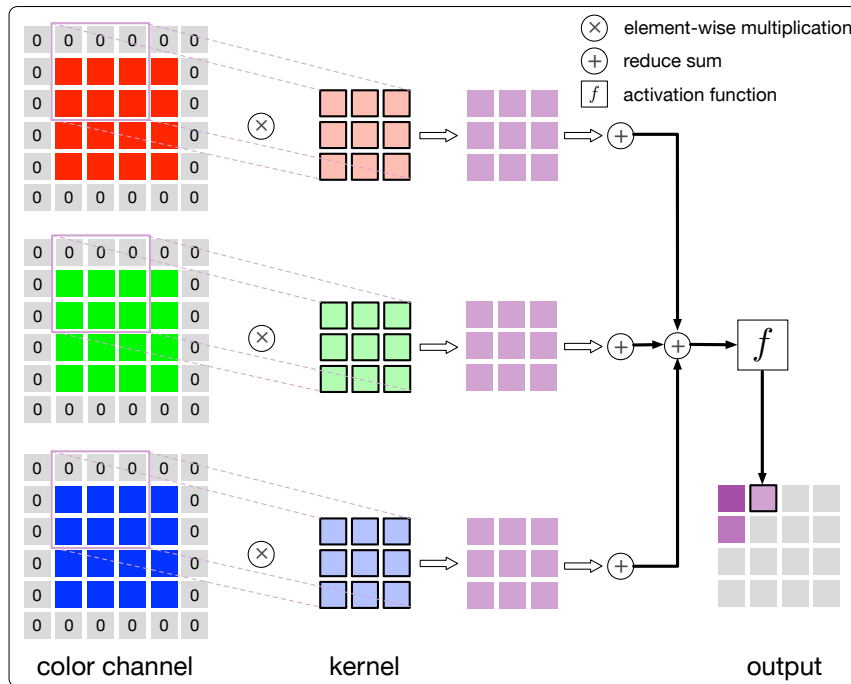 0 0 0 0 0 0
0 0
0 0
0 0
0 0
0 0 0 0 0 0
0 0 0 0 0 0
0 0
0 0
0 0
0 0
0 0 0 0 0 0
0 0 0 0 0 0
0 0
0 0
0 0
0 0
0 0 0 0 0 0
× element-wise multiplication
+ reduce sum
f activation function
×
+
×
+ +
f
×
+
color channel
kernel
output